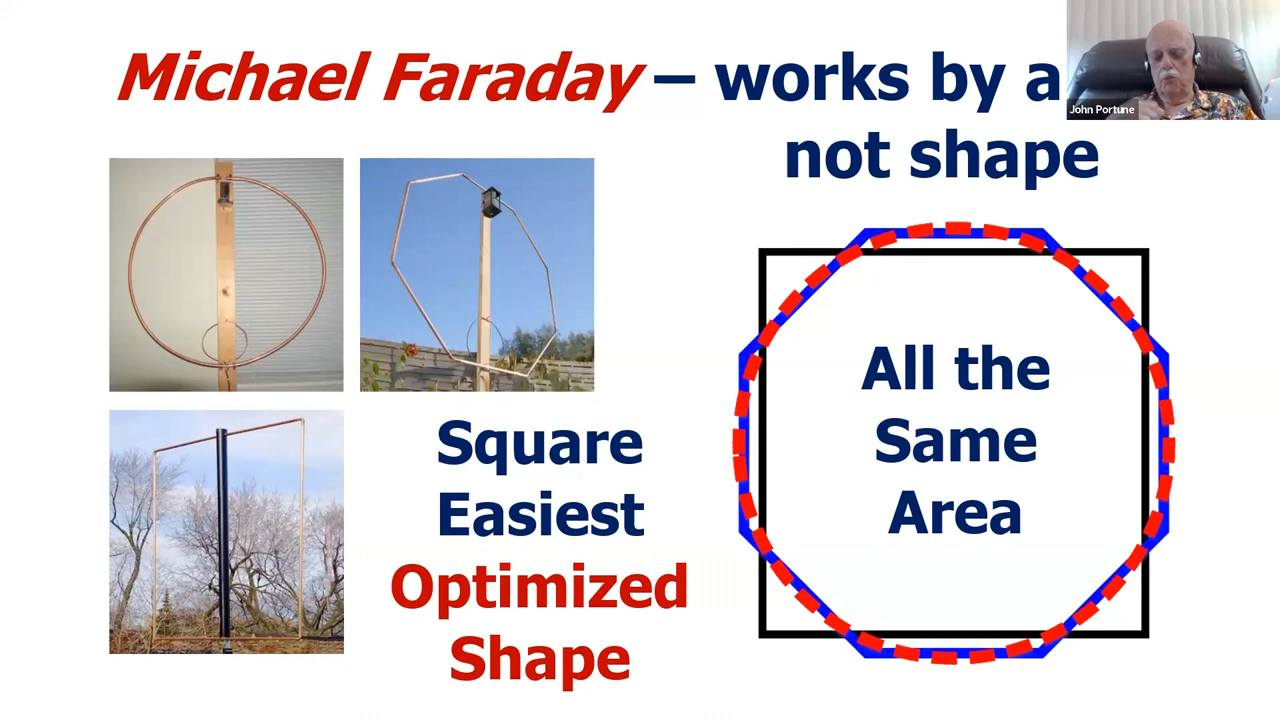 Michael Faraday – works by a
not shape
John Portune
Square
Easiest
Optimized
Shape
All the
Same
Area